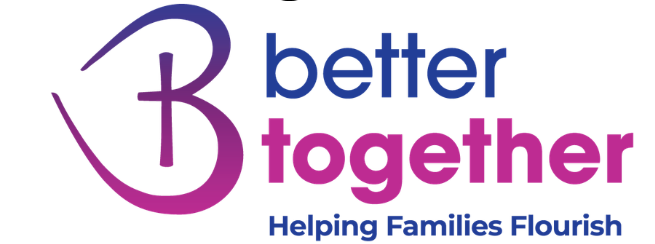 B
better
together
Helping Families Flourish